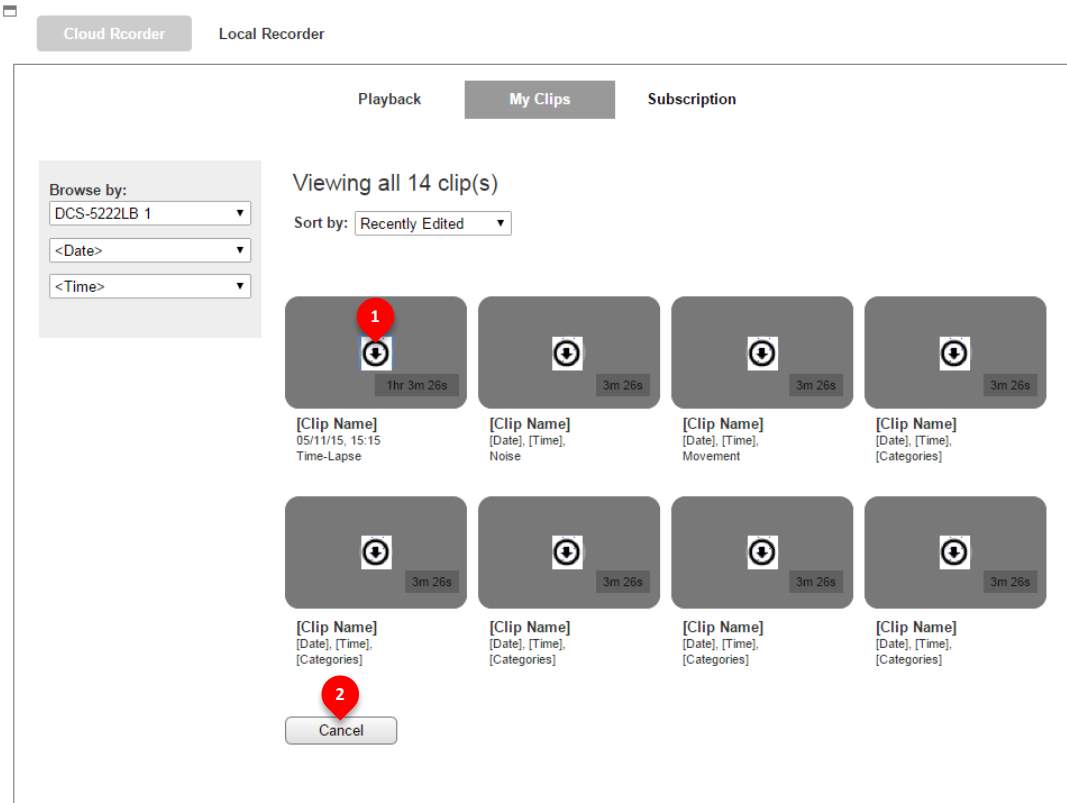 Cloud Rcorder
Local Recorder
Playback
My Clips
Subscription
Browse by:
DCS-5222LB 1
<Date>
<Time>
Viewing all 14 clip(s)
Sort by: Recently Edited
1
1hr 3m 26s
3m 26s
3m 26s
3m 26s
[Clip Name]
05/11/15, 15:15
Time-Lapse
[Clip Name]
[Date], [Time],
Noise
[Clip Name]
[Date], [Time],
Movement
[Clip Name]
[Date], [Time],
[Categories]
3m 26s
3m 26s
3m 26s
3m 26s
[Clip Name]
[Date], [Time],
[Categories]
[Clip Name]
[Date], [Time],
[Categories]
[Clip Name]
[Date], [Time],
[Categories]
[Clip Name]
[Date], [Time],
[Categories]
2
Cancel